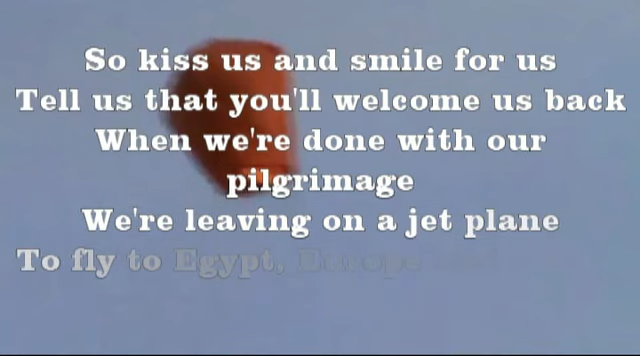 So kiss us and smile for us
Tell us that you'll welcome us back
When we're done with our
pilgrimage
We're leaving on a jet plane
To fly to Egypt, Europe